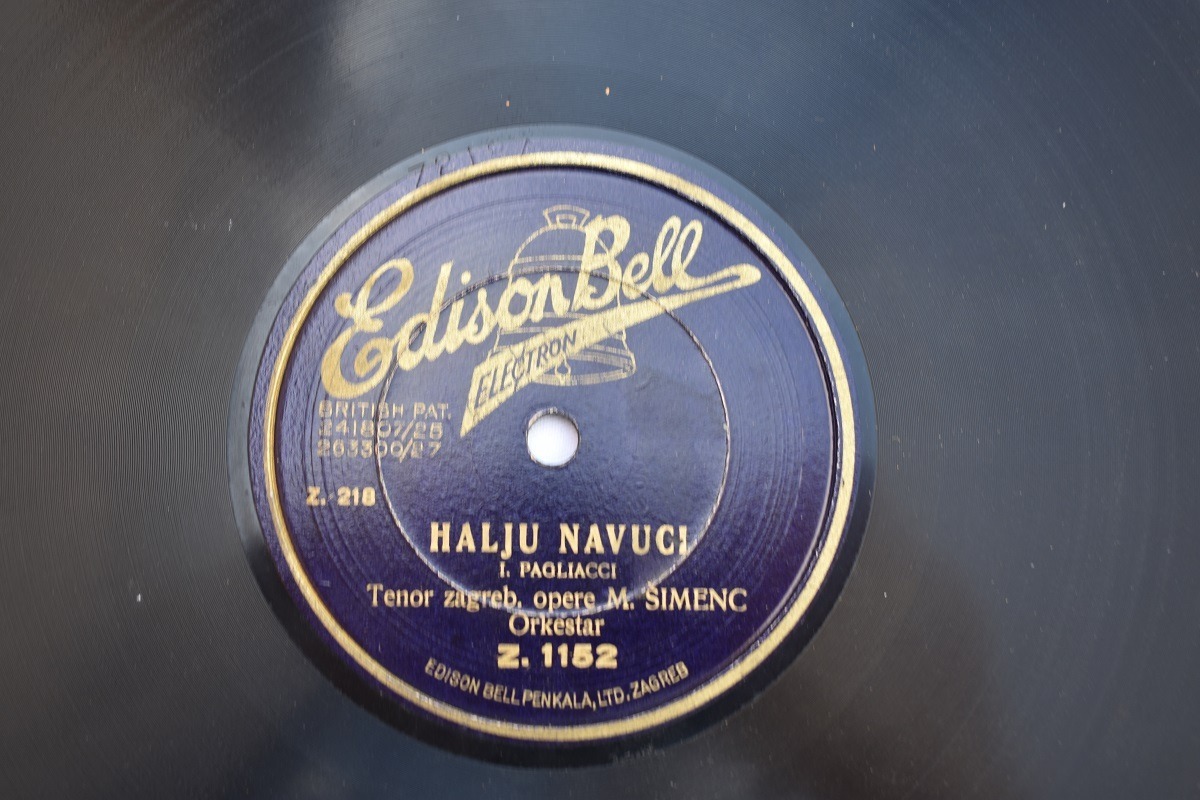 Edison Bell
ELECTRON
BRITISH PAT.
241807/25
263300/27
Z. 218
HALJU NAVUCI
I. PAGLIACCI
Tenor zagreb. opere M. ŠIMENC
Orkestar
Z. 1152
EDISON BELL PENKALA, LTD. ZAGREB